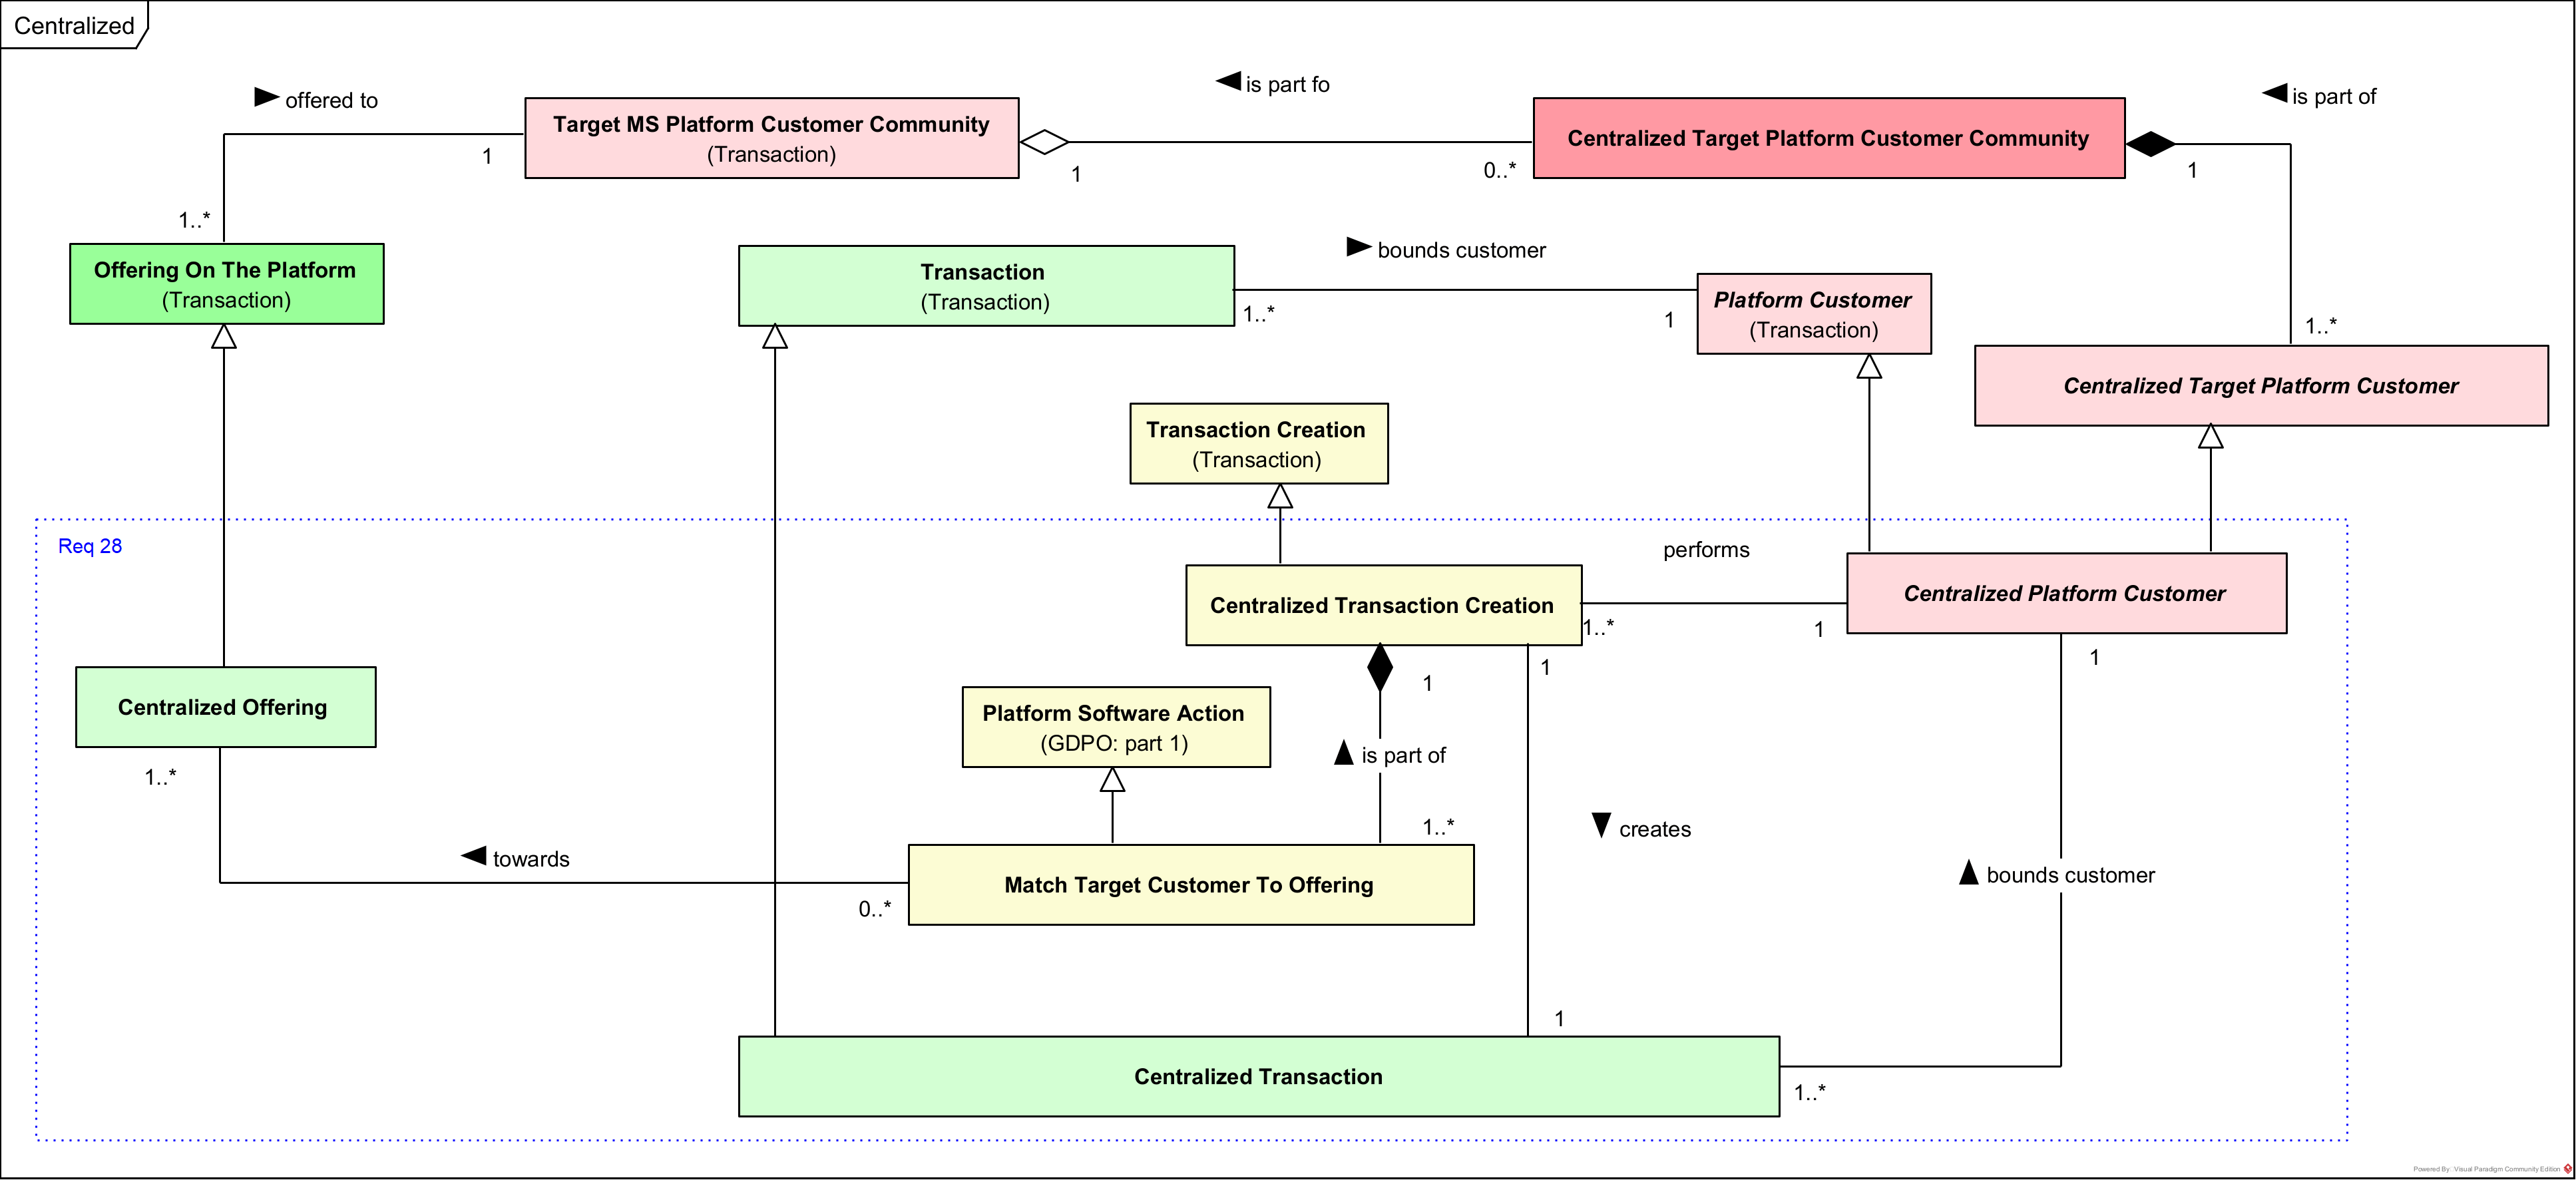 Centralized
offered to
is part fo
is part of
Target MS Platform Customer Community
(Transaction)
Centralized Target Platform Customer Community
1
1
0..*
1
1..*
Offering On The Platform
(Transaction)
Transaction
(Transaction)
bounds customer
1..*
1
Platform Customer
(Transaction)
1..*
Centralized Target Platform Customer
Transaction Creation
(Transaction)
Req 28
performs
Centralized Transaction Creation
1..*
1
Centralized Platform Customer
1
1
1
Centralized Offering
Platform Software Action
(GDPO: part 1)
is part of
1..*
1..*
creates
towards
0..*
Match Target Customer To Offering
bounds customer
1
Centralized Transaction
1..*
Powered By: Visual Paradigm Community Edition